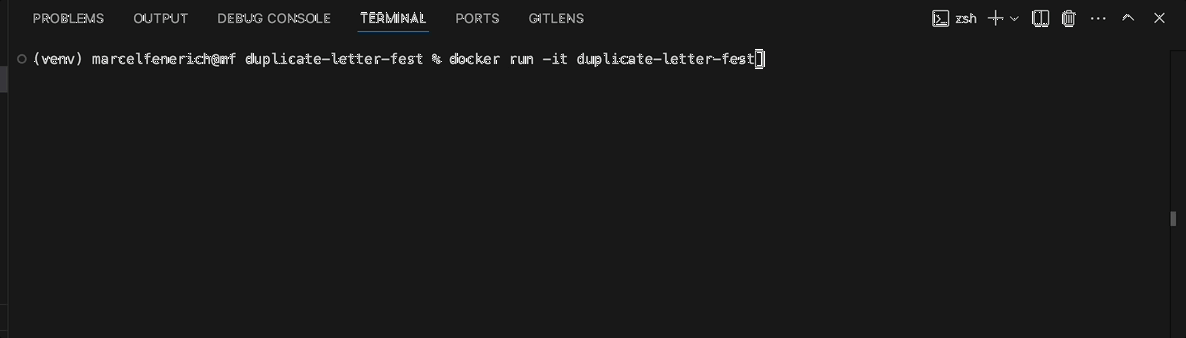 PROBLEMS OUTPUT DEBUG CONSOLE TERMINAL PORTS GITLENS zsh
(venv) marcelfenerich@mf duplicate-letter-fest % docker run -it duplicate-letter-fest